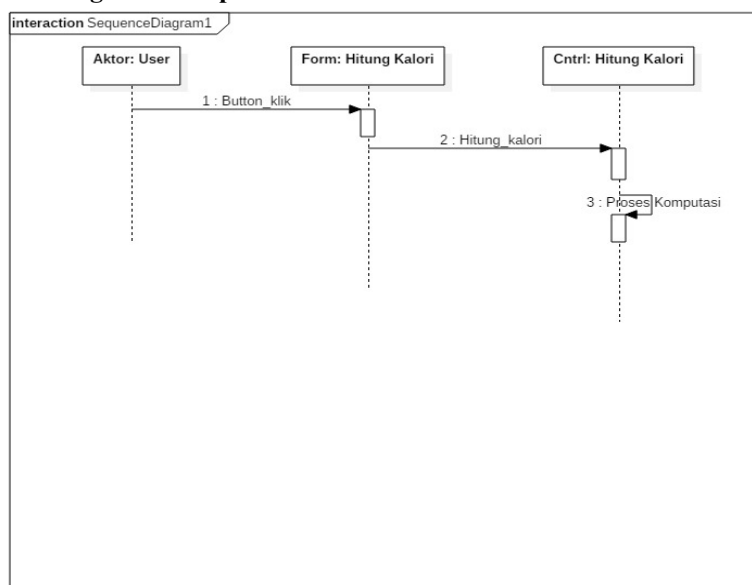 interaction SequenceDiagram1
Aktor: User
Form: Hitung Kalori
Cntrl: Hitung Kalori
1 : Button_klik
2 : Hitung_kalori
3 : Proses Komputasi